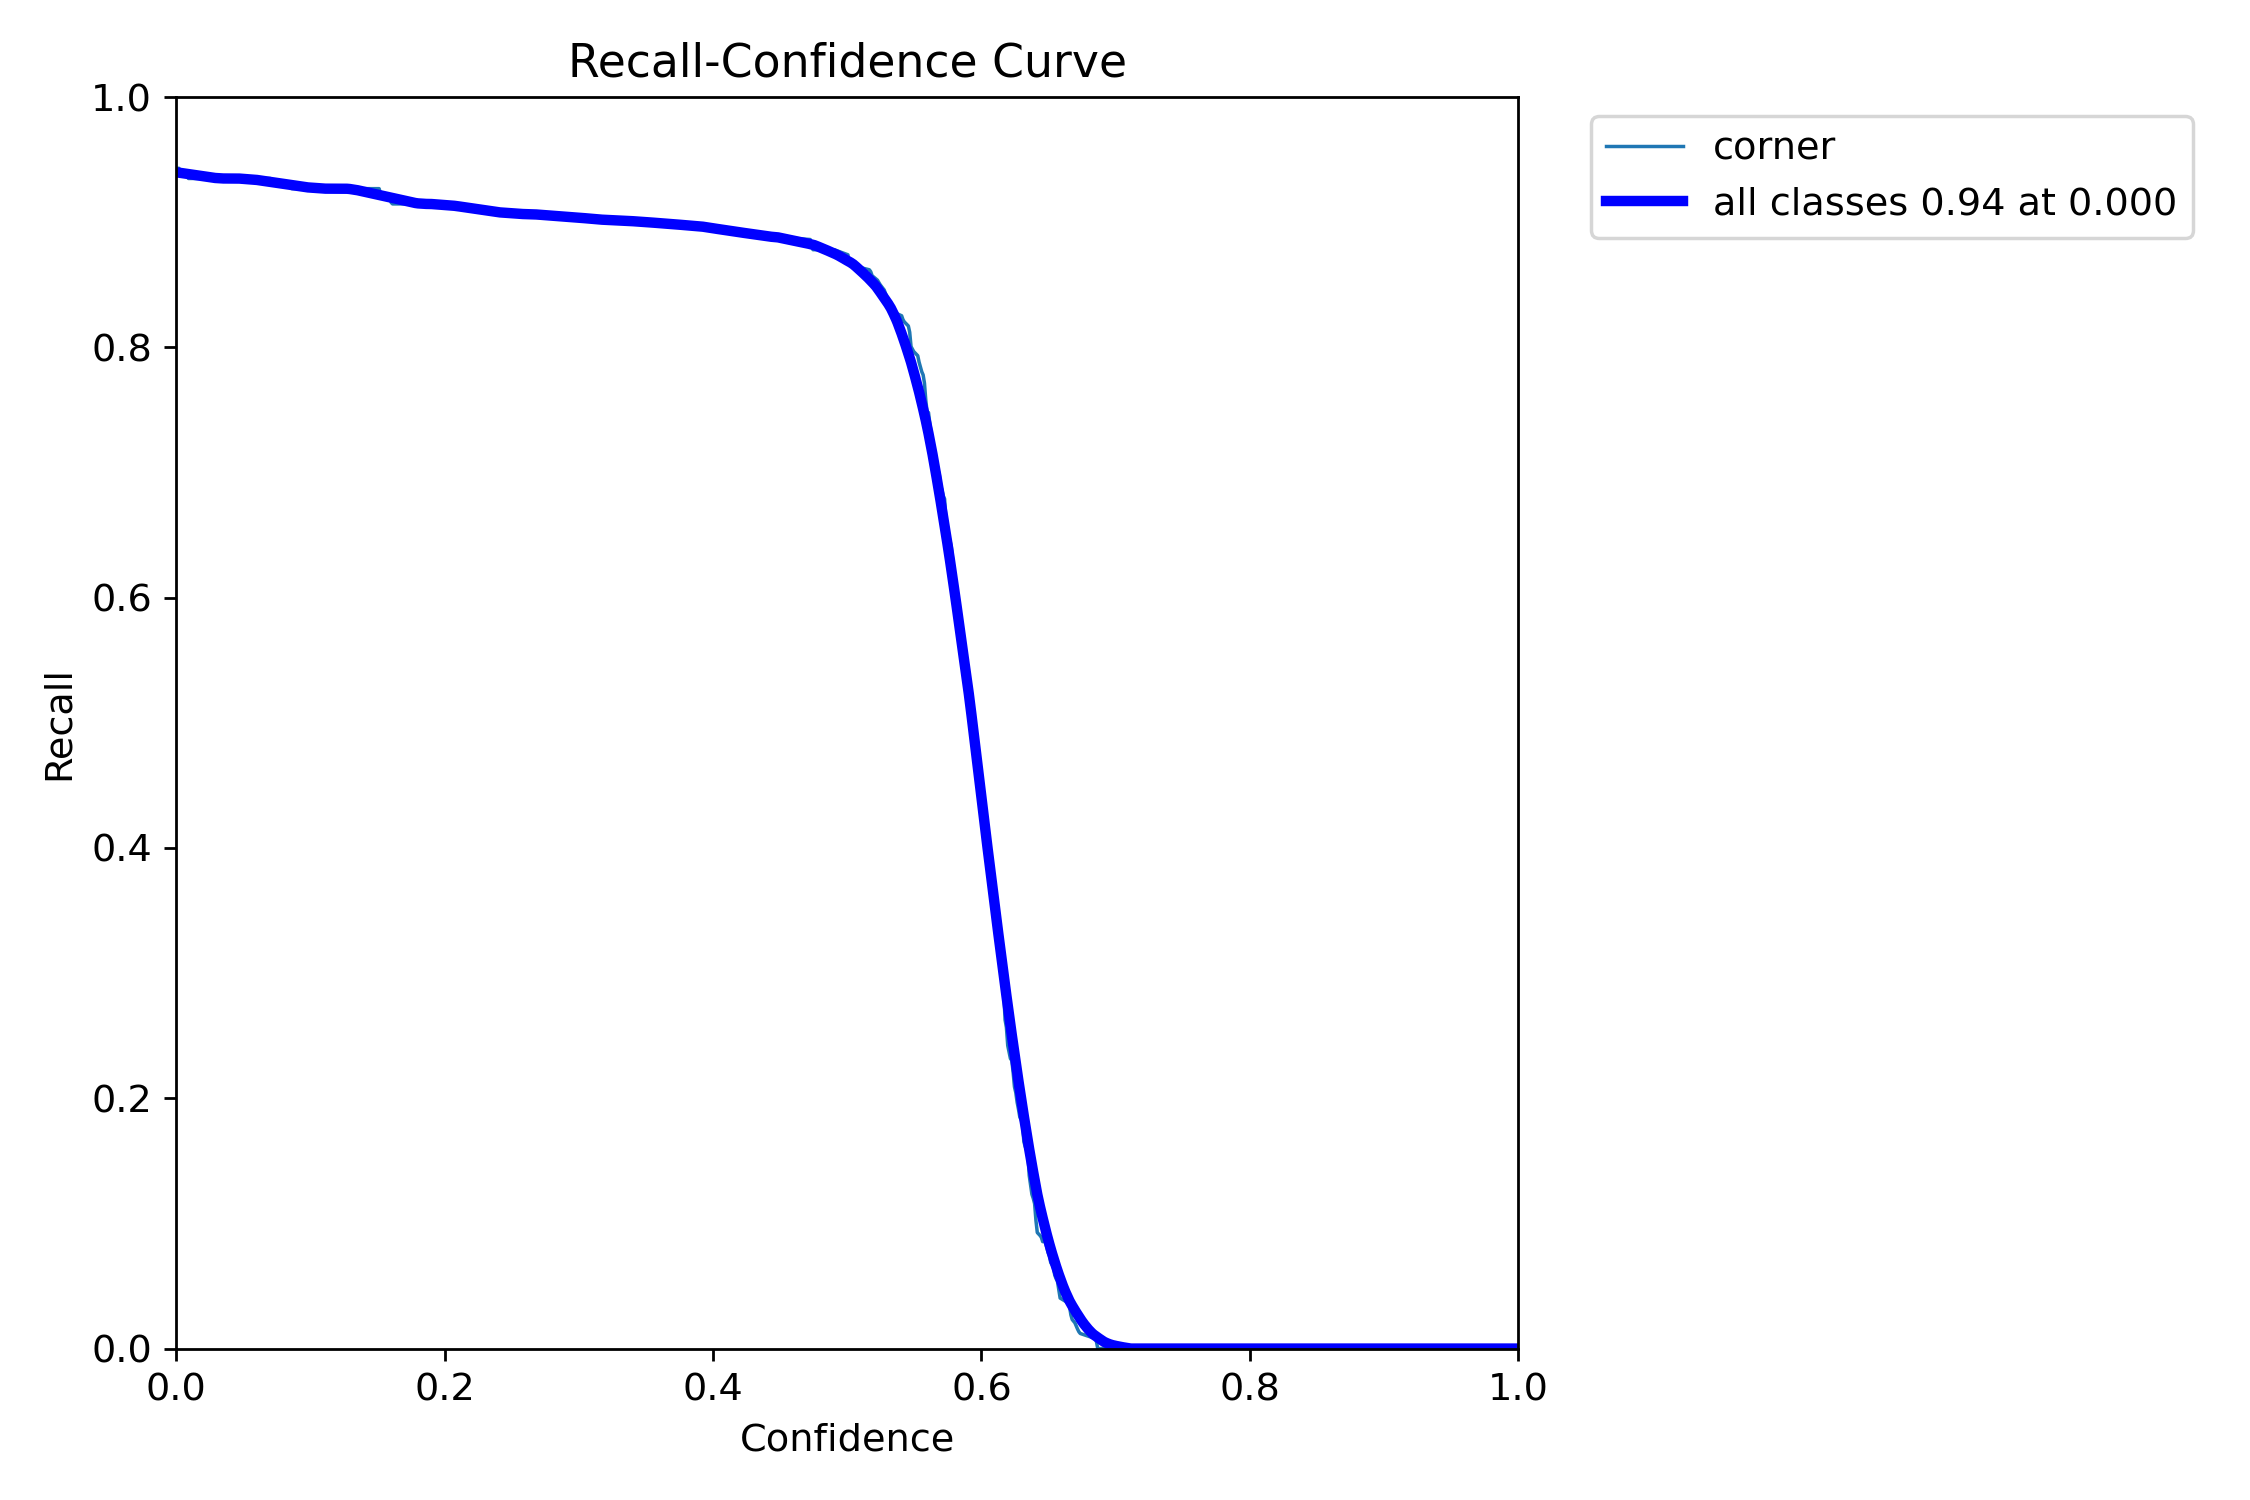 Recall-Confidence Curve
1.0
0.8
0.6
0.4
0.2
0.0
Recall
0.0 0.2 0.4 0.6 0.8 1.0
Confidence
corner
all classes 0.94 at 0.000